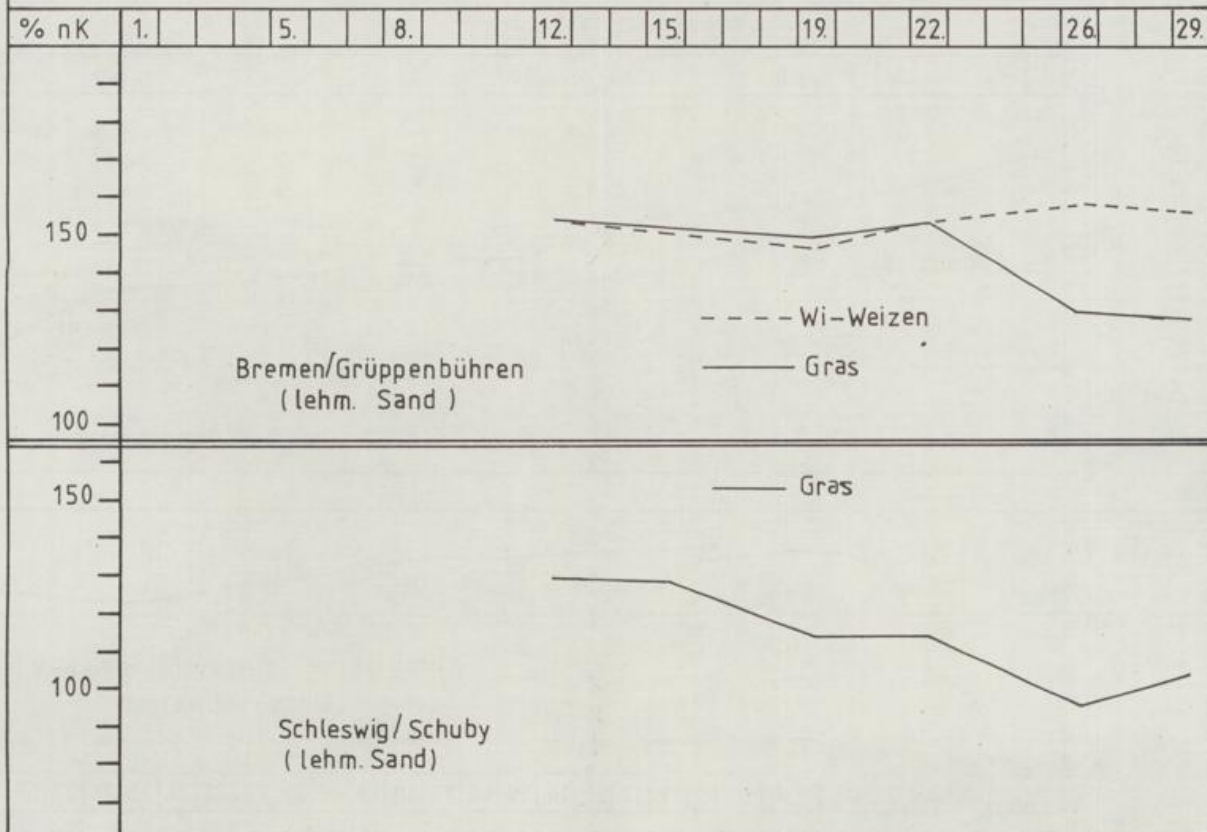 % nK 1. 5. 8. 12. 15. 19. 22. 26. 29.
150
Wi-Weizen
Gras
Bremen/Grüppenbühren
(lehm. Sand)
100
150
Gras
100
Schleswig/Schuby
(lehm. Sand)